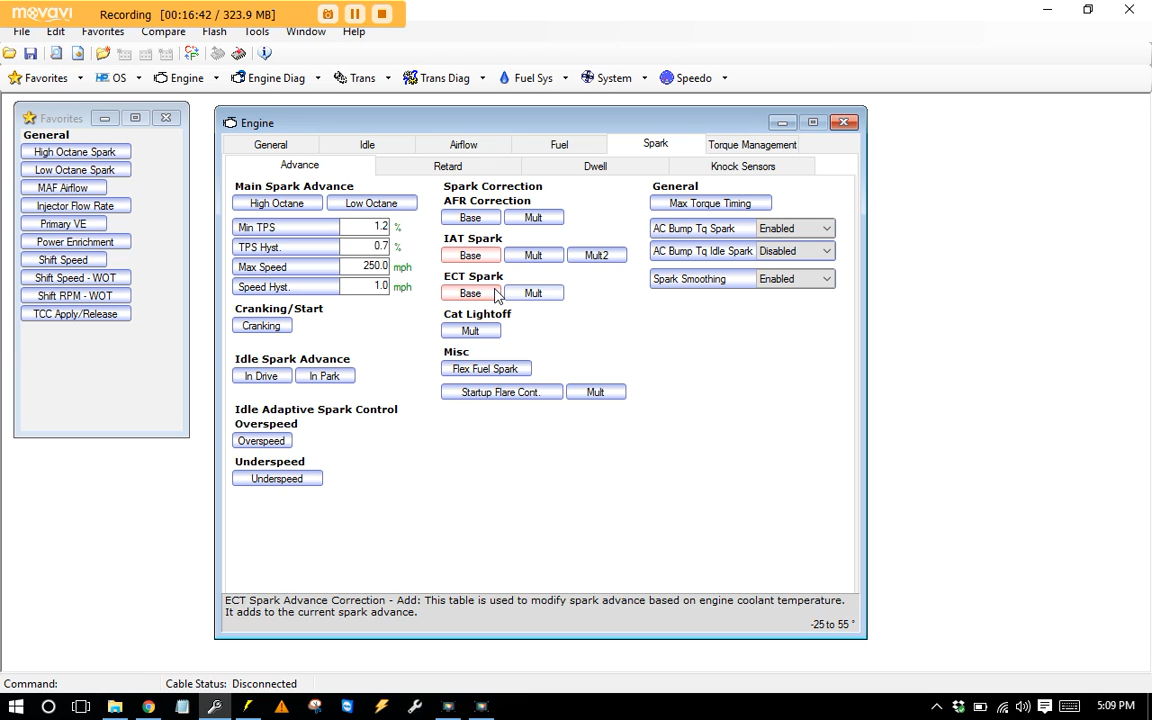 movavi Recording [00:16:42 / 323.9 MB]
File Edit Favorites Compare Flash Tools Window Help
Favorites OS Engine Engine Diag Trans Trans Diag Fuel Sys System Speedo
Favorites
General
High Octane Spark
Low Octane Spark
MAF Airflow
Injector Flow Rate
Primary VE
Power Enrichment
Shift Speed
Shift Speed - WOT
Shift RPM - WOT
TCC Apply/Release
Engine
General Idle Airflow Fuel Spark Torque Management
Advance Retard Dwell Knock Sensors
Main Spark Advance
High Octane Low Octane
Min TPS 1.2 %
TPS Hyst. 0.7 %
Max Speed 250.0 mph
Speed Hyst. 1.0 mph
Cranking/Start
Cranking
Idle Spark Advance
In Drive In Park
Idle Adaptive Spark Control
Overspeed
Overspeed
Underspeed
Underspeed
Spark Correction
AFR Correction
Base Mult
IAT Spark
Base Mult Mult2
ECT Spark
Base Mult
Cat Lightoff
Mult
Misc
Flex Fuel Spark
Startup Flare Cont. Mult
General
Max Torque Timing
AC Bump Tq Spark Enabled
AC Bump Tq Idle Spark Disabled
Spark Smoothing Enabled
ECT Spark Advance Correction - Add: This table is used to modify spark advance based on engine coolant temperature.
It adds to the current spark advance.
-25 to 55 °
Command: Cable Status: Disconnected
5:09 PM